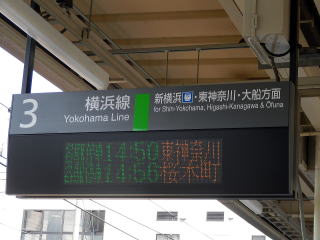 3
横浜線
Yokohama Line
新横浜・東神奈川・大船方面
for Shin-Yokohama, Higashi-Kanagawa & Ōfuna
14:50 東神奈川
14:56 桜木町